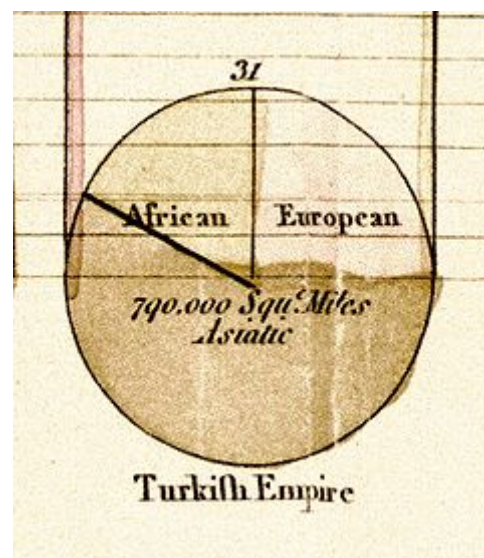 31
African European
790.000 Squ.ᵉ Miles
Asiatic
Turkiſh Empire